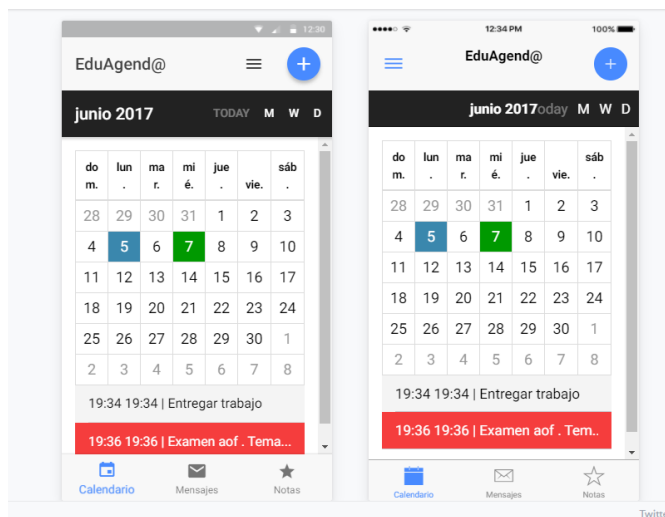 12:30
EduAgend@
junio 2017 TODAY M W D
do m. lun . ma r. mi é. jue . vie. sáb .
28 29 30 31 1 2 3
4 5 6 7 8 9 10
11 12 13 14 15 16 17
18 19 20 21 22 23 24
25 26 27 28 29 30 1
2 3 4 5 6 7 8
19:34 19:34 | Entregar trabajo
19:36 19:36 | Examen aof . Tema...
Calendario Mensajes Notas
12:34 PM 100%
EduAgend@
junio 2017oday M W D
do m. lun . ma r. mi é. jue . vie. sáb .
28 29 30 31 1 2 3
4 5 6 7 8 9 10
11 12 13 14 15 16 17
18 19 20 21 22 23 24
25 26 27 28 29 30 1
2 3 4 5 6 7 8
19:34 19:34 | Entregar trabajo
19:36 19:36 | Examen aof . Tem..
Calendario Mensajes Notas